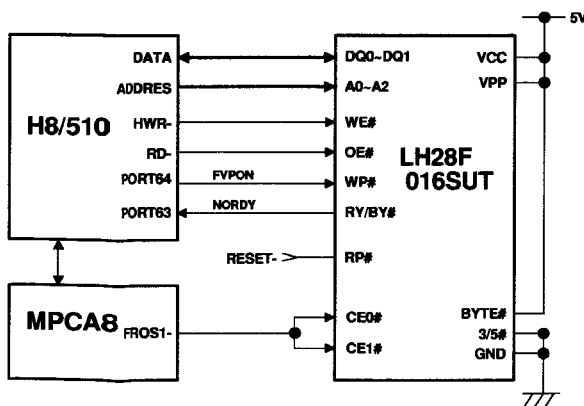 5V
DATA
DQ0~DQ1
VCC
ADDRES
A0~A2
VPP
H8/510
HWR-
WE#
LH28F
016SUT
RD-
OE#
PORT64
FVPON
WP#
PORT63
NORDY
RY/BY#
RESET-
RP#
MPCA8
FROS1-
CE0#
CE1#
BYTE#
3/5#
GND